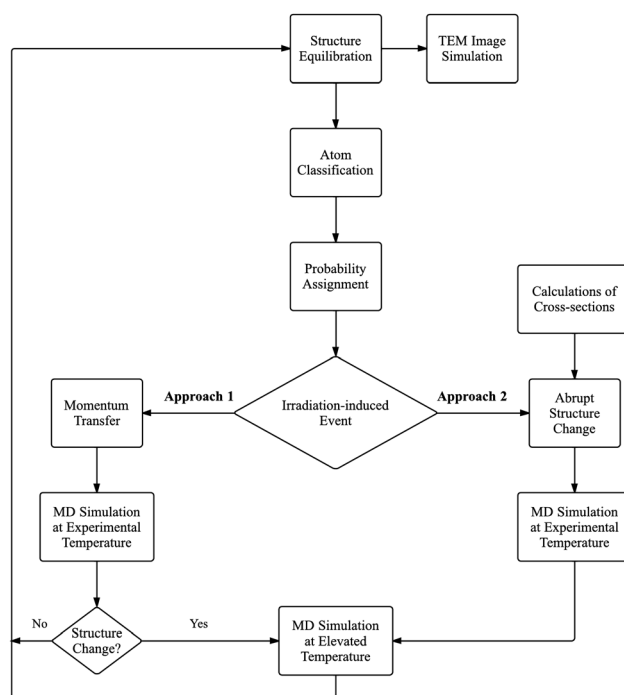 Structure
Equilibration
TEM Image
Simulation
Atom
Classification
Probability
Assignment
Calculations of
Cross-sections
Approach 1
Irradiation-induced
Event
Approach 2
Momentum
Transfer
Abrupt
Structure
Change
MD Simulation
at Experimental
Temperature
MD Simulation
at Experimental
Temperature
No
Structure
Change?
Yes
MD Simulation
at Elevated
Temperature